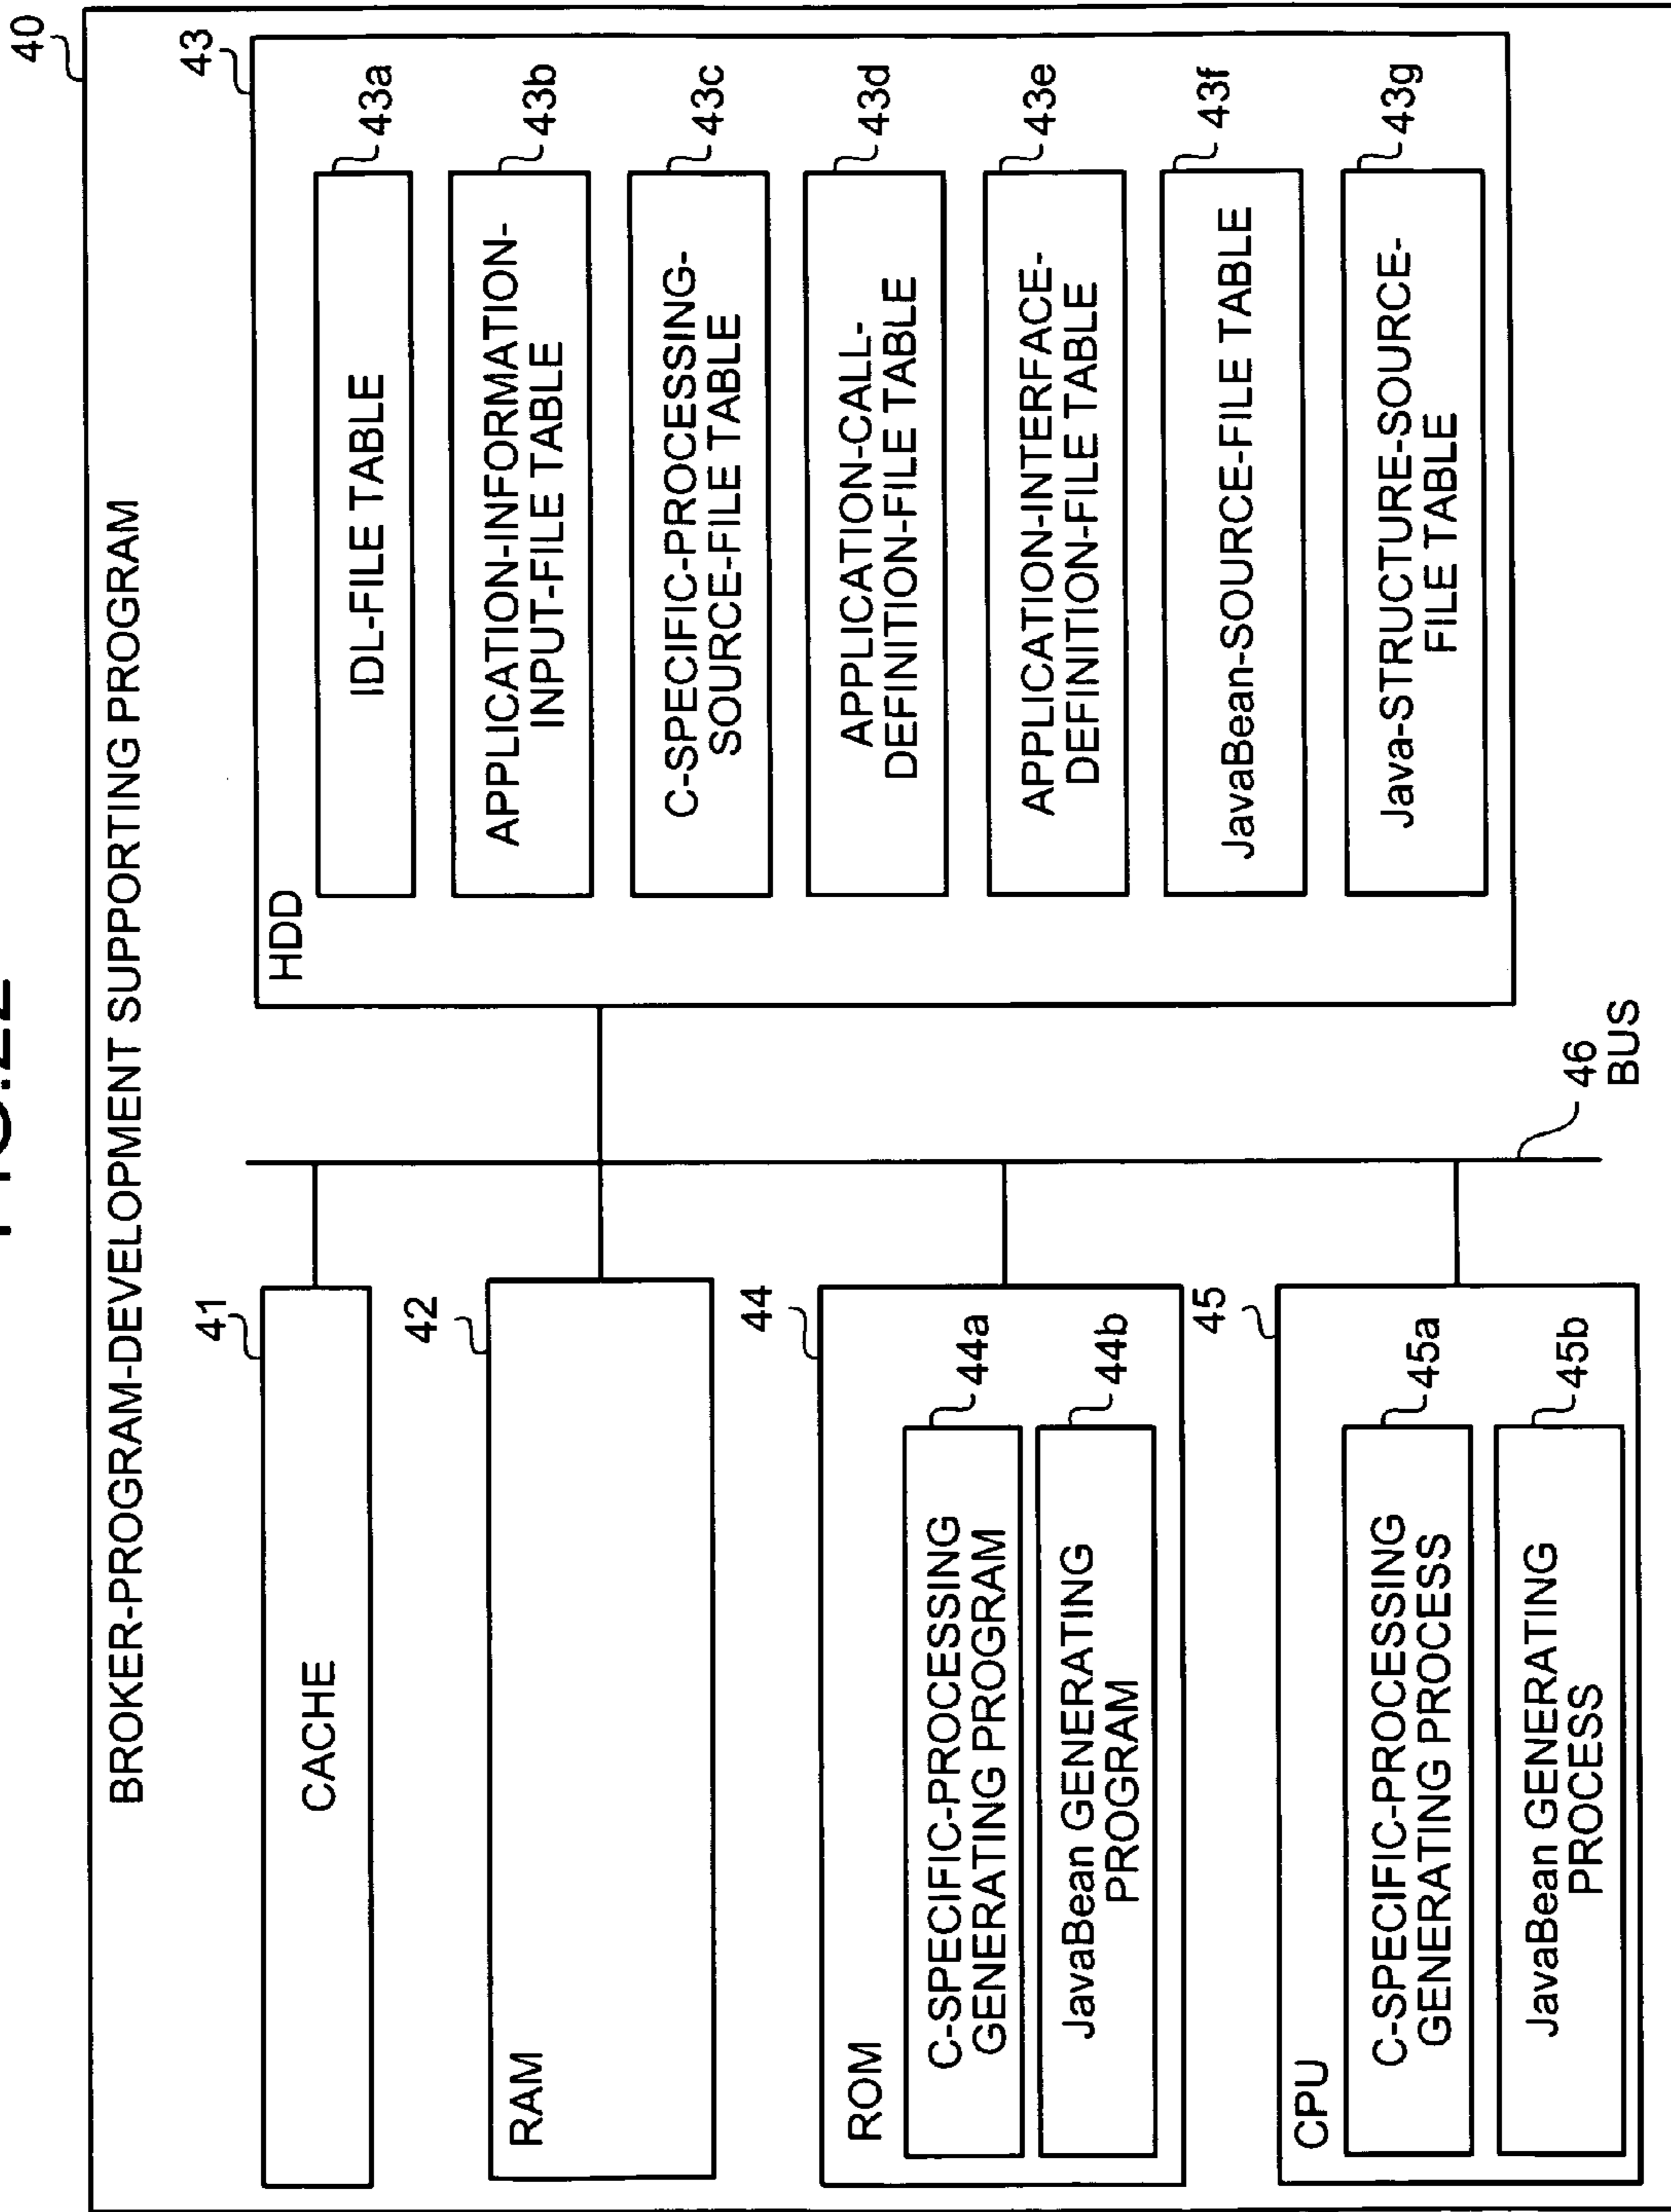 40
BROKER-PROGRAM-DEVELOPMENT SUPPORTING PROGRAM
41
CACHE
42
RAM
44
ROM
44a
C-SPECIFIC-PROCESSING
GENERATING PROGRAM
44b
JavaBean GENERATING
PROGRAM
45
CPU
45a
C-SPECIFIC-PROCESSING
GENERATING PROCESS
45b
JavaBean GENERATING
PROCESS
46
BUS
43
HDD
43a
IDL-FILE TABLE
43b
APPLICATION-INFORMATION-
INPUT-FILE TABLE
43c
C-SPECIFIC-PROCESSING-
SOURCE-FILE TABLE
43d
APPLICATION-CALL-
DEFINITION-FILE TABLE
43e
APPLICATION-INTERFACE-
DEFINITION-FILE TABLE
43f
JavaBean-SOURCE-FILE TABLE
43g
Java-STRUCTURE-SOURCE-
FILE TABLE